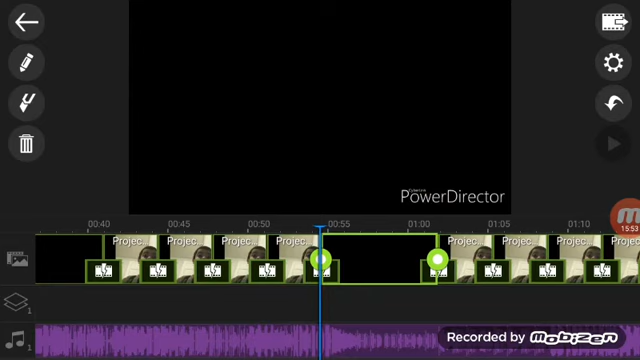 CyberLink
PowerDirector
00:40 00:45 00:50 00:55 01:00 01:05 01:10
Projec... Projec... Projec... Projec... Projec... Projec... Projec...
15:53
1
1
Recorded by mobizen